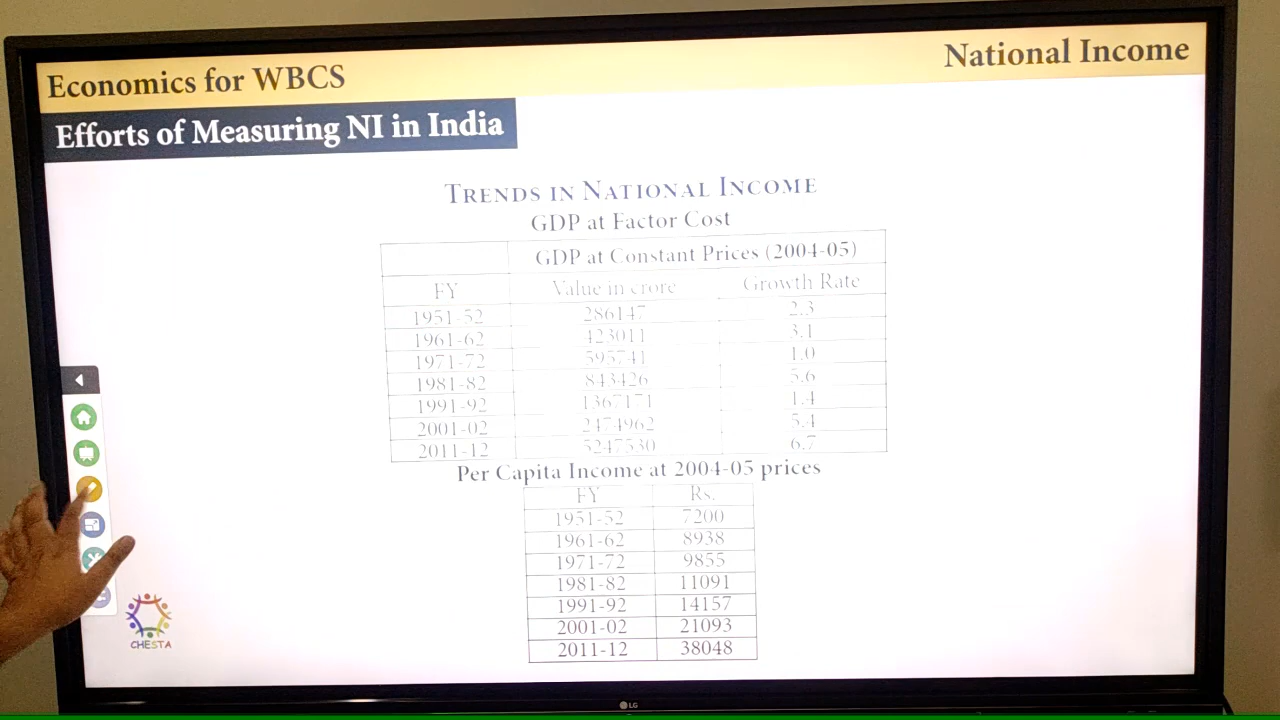 Economics for WBCS
National Income
Efforts of Measuring NI in India
TRENDS IN NATIONAL INCOME
GDP at Factor Cost
GDP at Constant Prices (2004-05)
FY Value in crore Growth Rate
1951-52 286147 2.3
1961-62 423011 3.1
1971-72 595741 1.0
1981-82 843426 5.6
1991-92 1367171 1.4
2001-02 2474962 5.4
2011-12 5247530 6.7
Per Capita Income at 2004-05 prices
FY Rs.
1951-52 7200
1961-62 8938
1971-72 9855
1981-82 11091
1991-92 14157
2001-02 21093
2011-12 38048
CHESTA
LG